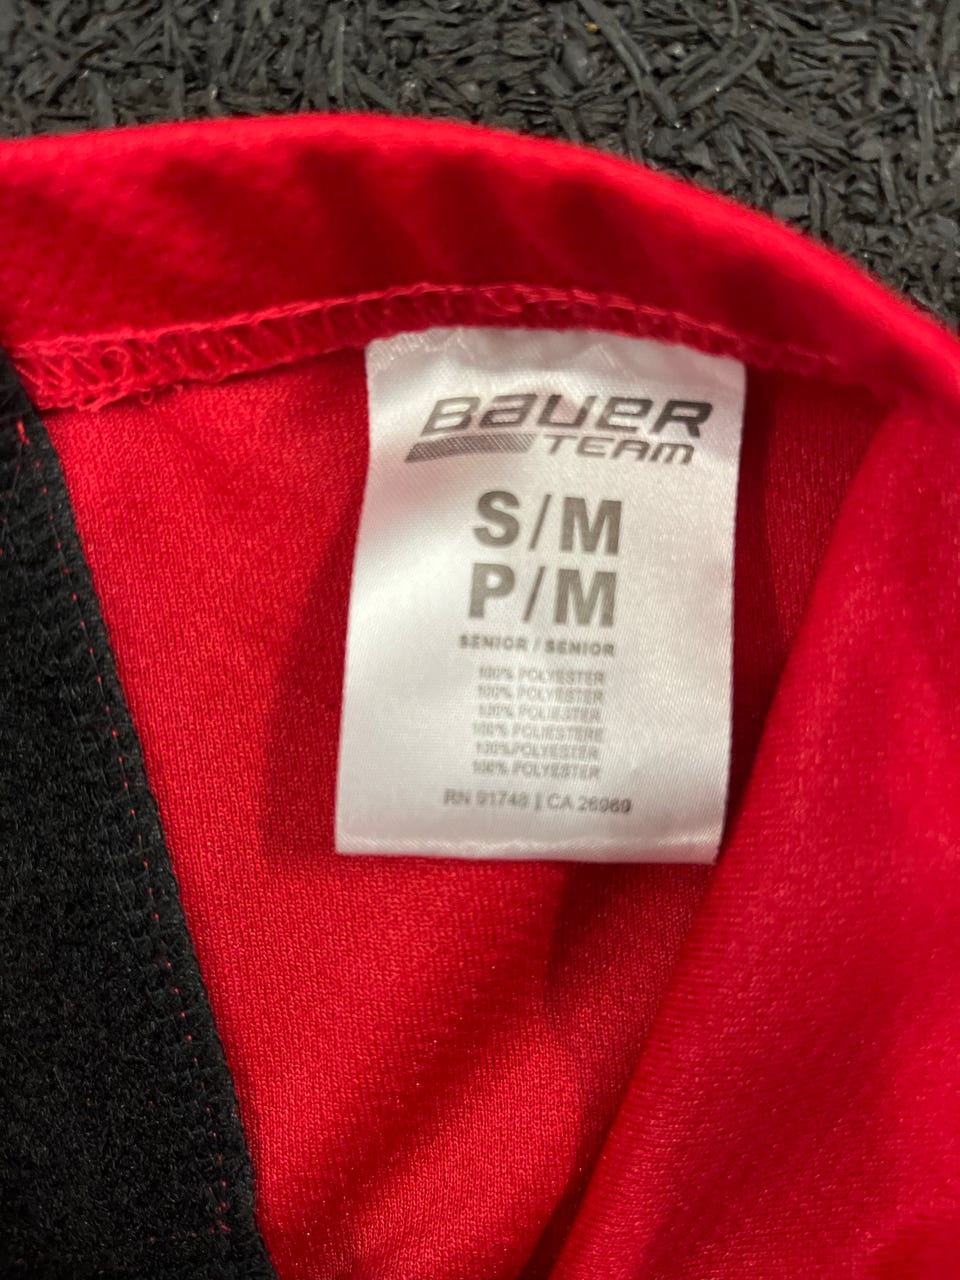 BAUER
TEAM
S/M
P/M
SENIOR / SENIOR
100% POLYESTER
100% POLYESTER
100% POLIESTER
100% POLIESTERE
100%POLYESTER
100% POLYESTER
RN 91748 | CA 26969